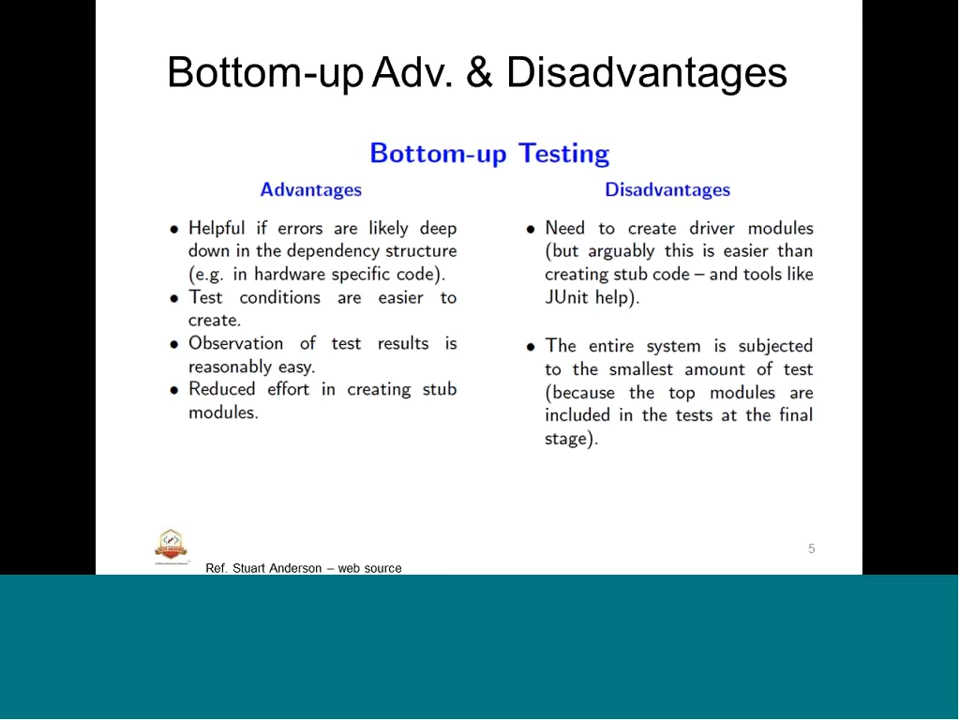 Bottom-up Adv. & Disadvantages
Bottom-up Testing
Advantages
● Helpful if errors are likely deep
down in the dependency structure
(e.g. in hardware specific code).
● Test conditions are easier to
create.
● Observation of test results is
reasonably easy.
● Reduced effort in creating stub
modules.
Disadvantages
● Need to create driver modules
(but arguably this is easier than
creating stub code – and tools like
JUnit help).
● The entire system is subjected
to the smallest amount of test
(because the top modules are
included in the tests at the final
stage).
5
Ref. Stuart Anderson – web source